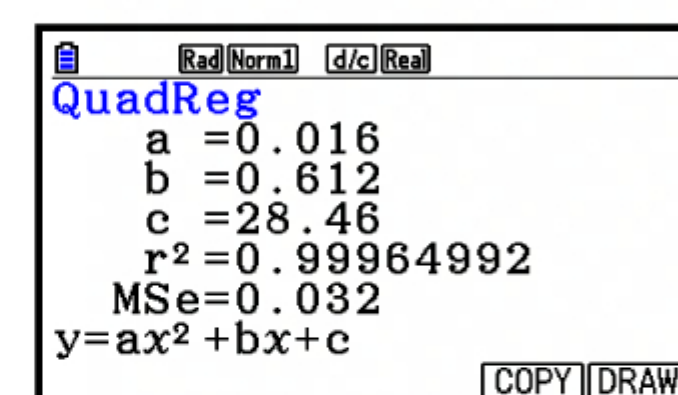 Rad Norm1 d/c Real
QuadReg
a =0.016
b =0.612
c =28.46
r²=0.99964992
MSe=0.032
y=ax²+bx+c
COPY DRAW